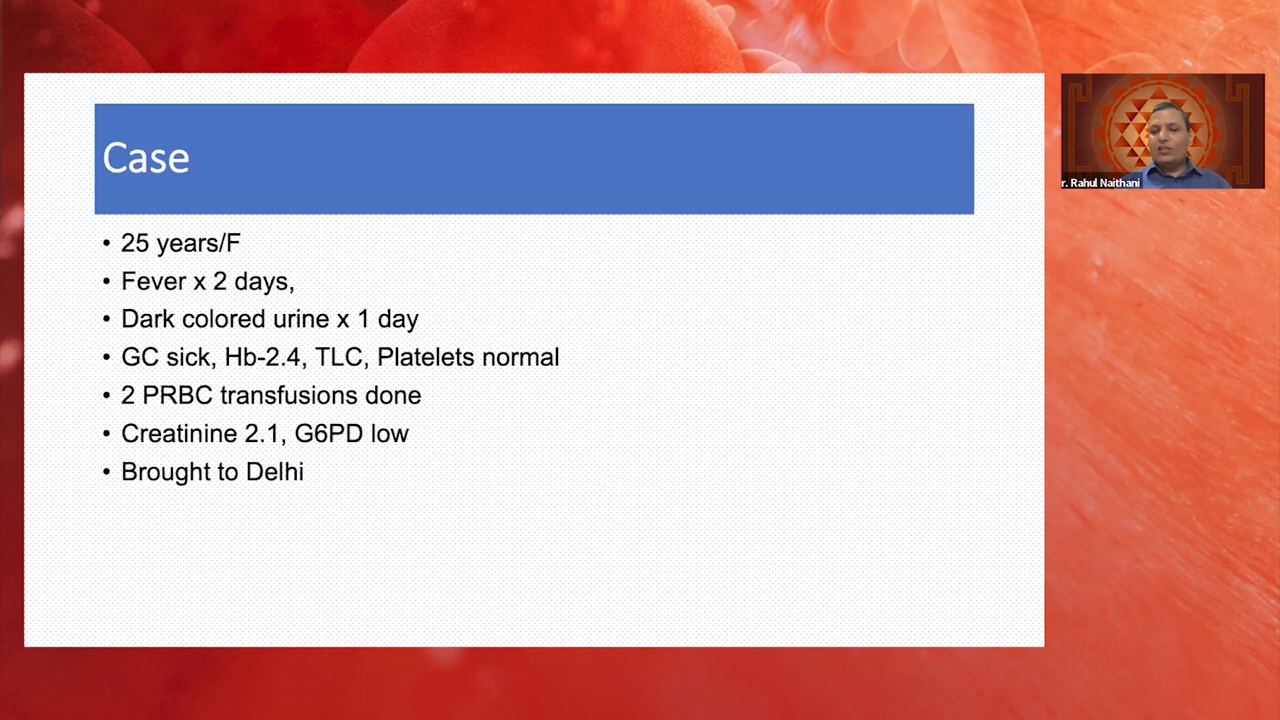 Case
• 25 years/F
• Fever x 2 days,
• Dark colored urine x 1 day
• GC sick, Hb-2.4, TLC, Platelets normal
• 2 PRBC transfusions done
• Creatinine 2.1, G6PD low
• Brought to Delhi
r. Rahul Naithani